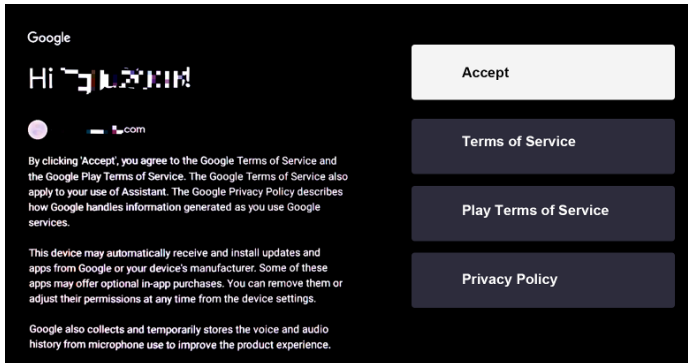 Google
Hi
.com
By clicking 'Accept', you agree to the Google Terms of Service and
the Google Play Terms of Service. The Google Terms of Service also
apply to your use of Assistant. The Google Privacy Policy describes
how Google handles information generated as you use Google
services.
This device may automatically receive and install updates and
apps from Google or your device's manufacturer. Some of these
apps may offer optional in-app purchases. You can remove them or
adjust their permissions at any time from the device settings.
Google also collects and temporarily stores the voice and audio
history from microphone use to improve the product experience.
Accept
Terms of Service
Play Terms of Service
Privacy Policy